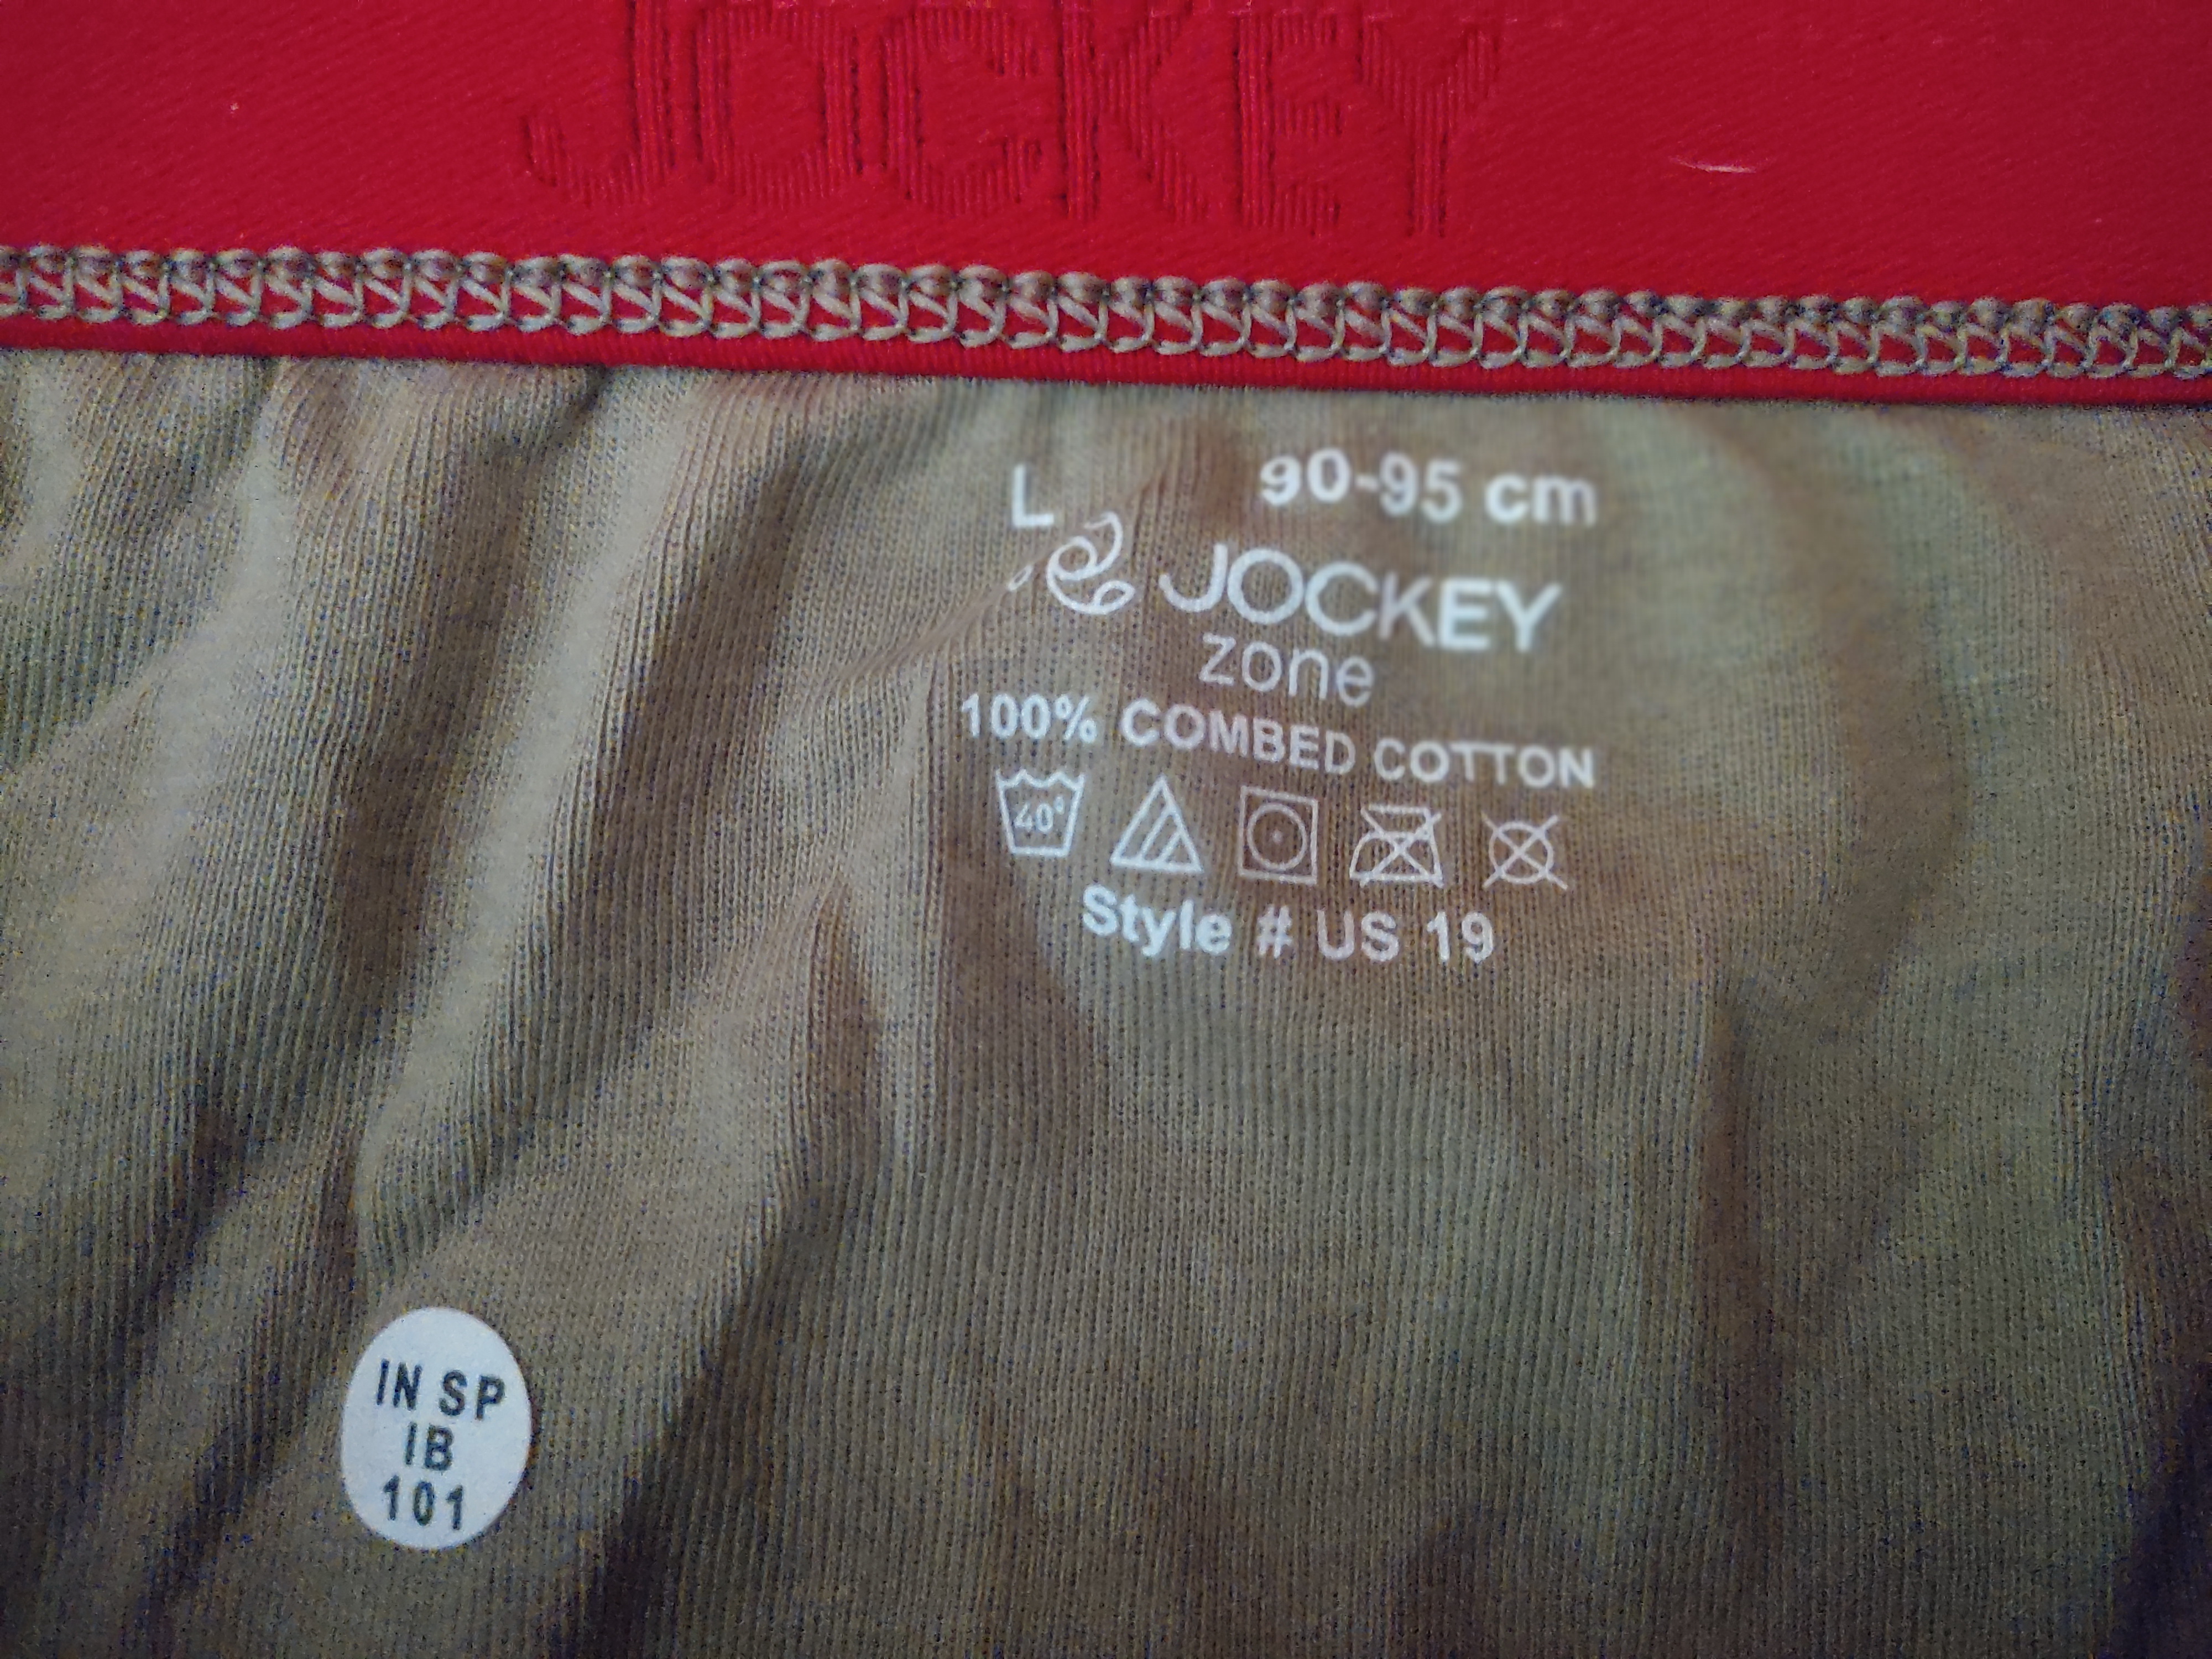 JOCKEY
L 90-95 cm
JOCKEY
zone
100% COMBED COTTON
40°
Style # US 19
IN SP
IB
101